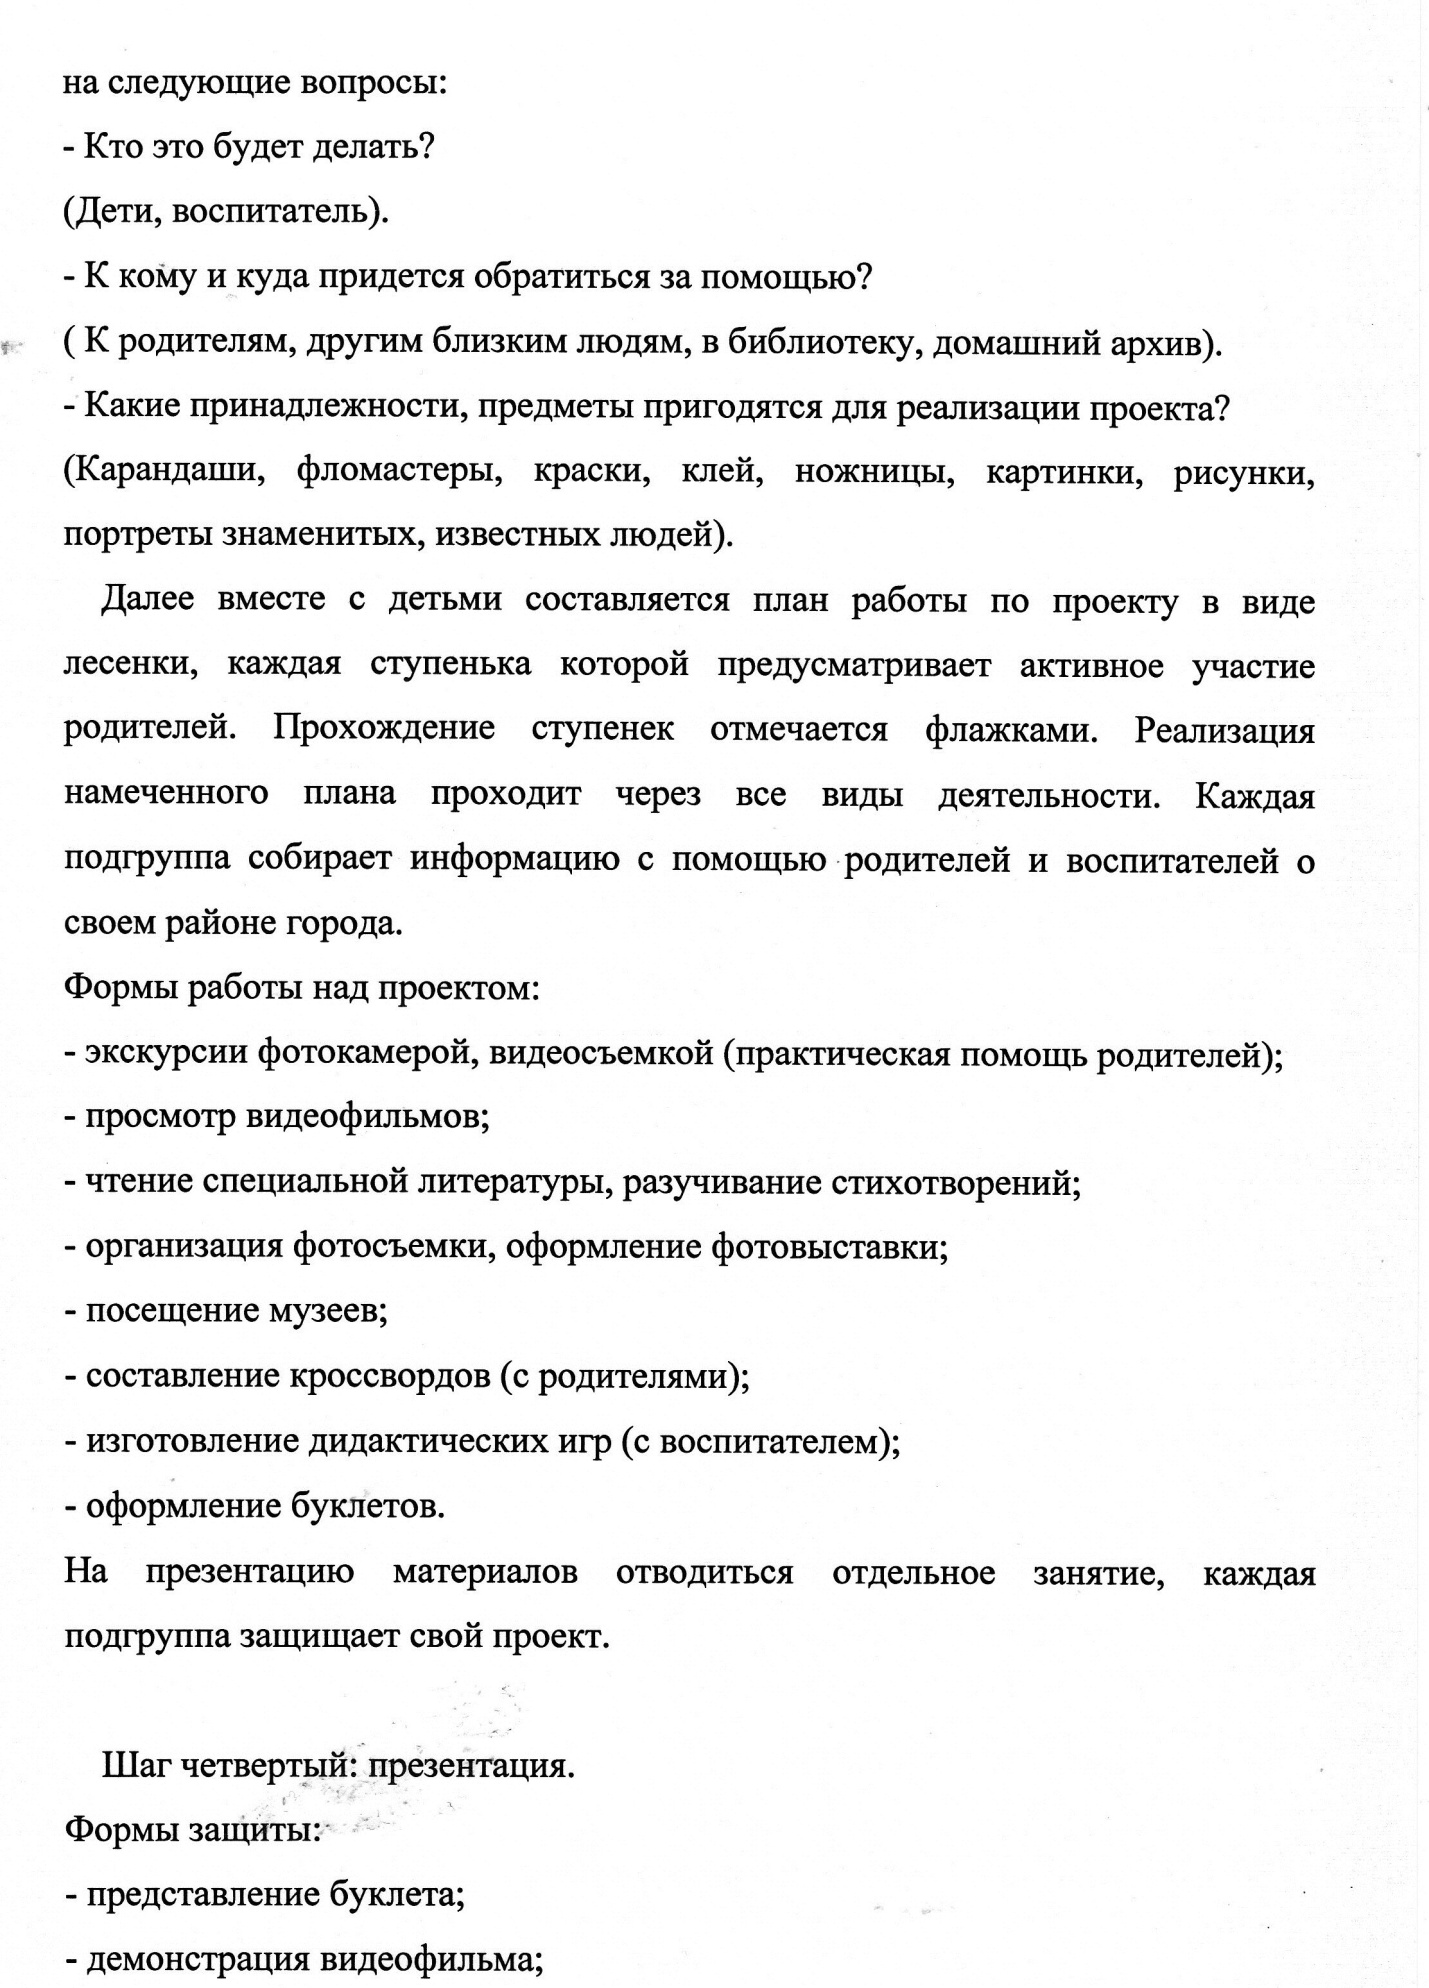 на следующие вопросы:
- Кто это будет делать?
(Дети, воспитатель).
- К кому и куда придется обратиться за помощью?
( К родителям, другим близким людям, в библиотеку, домашний архив).
- Какие принадлежности, предметы пригодятся для реализации проекта?
(Карандаши, фломастеры, краски, клей, ножницы, картинки, рисунки,
портреты знаменитых, известных людей).
Далее вместе с детьми составляется план работы по проекту в виде
лесенки, каждая ступенька которой предусматривает активное участие
родителей. Прохождение ступенек отмечается флажками. Реализация
намеченного плана проходит через все виды деятельности. Каждая
подгруппа собирает информацию с помощью родителей и воспитателей о
своем районе города.
Формы работы над проектом:
- экскурсии фотокамерой, видеосъемкой (практическая помощь родителей);
- просмотр видеофильмов;
- чтение специальной литературы, разучивание стихотворений;
- организация фотосъемки, оформление фотовыставки;
- посещение музеев;
- составление кроссвордов (с родителями);
- изготовление дидактических игр (с воспитателем);
- оформление буклетов.
На презентацию материалов отводиться отдельное занятие, каждая
подгруппа защищает свой проект.
Шаг четвертый: презентация.
Формы защиты:
- представление буклета;
- демонстрация видеофильма;